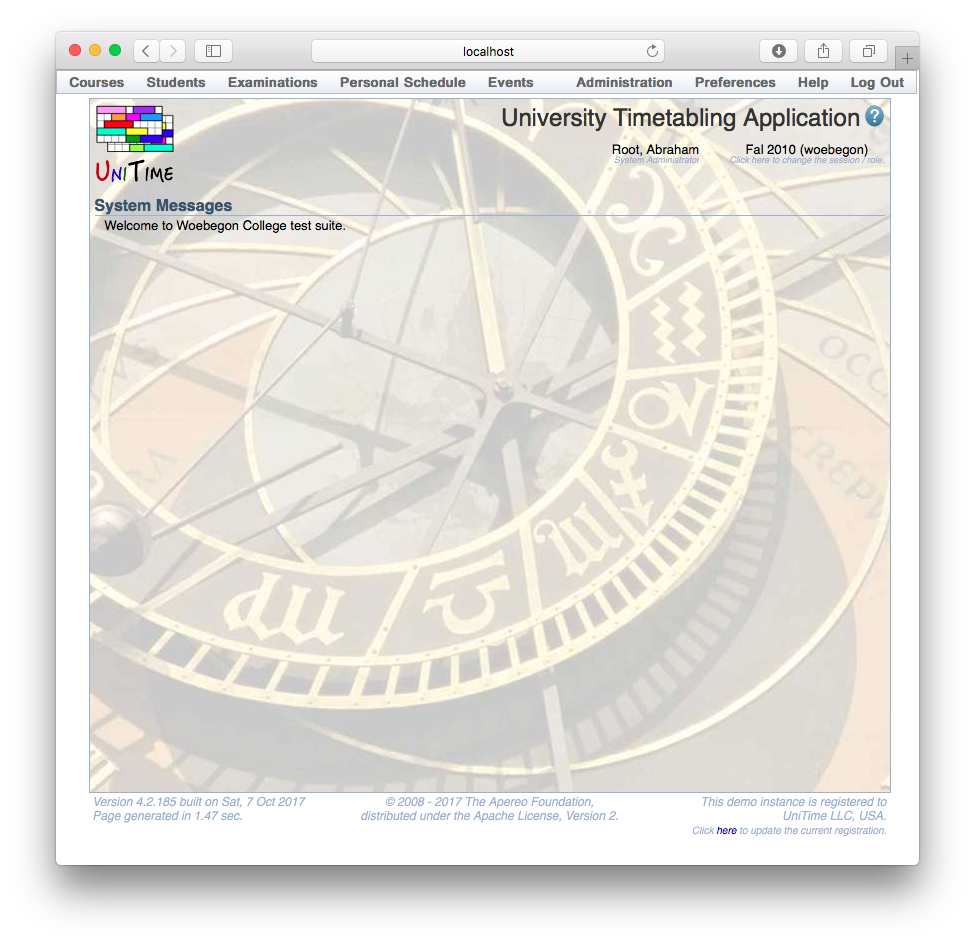 localhost
Courses Students Examinations Personal Schedule Events Administration Preferences Help Log Out
University Timetabling Application ?
Root, Abraham Fal 2010 (woebegon)
System Administrator Click here to change the session / role.
UNITIME
System Messages
Welcome to Woebegon College test suite.
OCC
CREPV
Version 4.2.185 built on Sat, 7 Oct 2017 © 2008 - 2017 The Apereo Foundation, This demo instance is registered to
Page generated in 1.47 sec. distributed under the Apache License, Version 2. UniTime LLC, USA.
Click here to update the current registration.